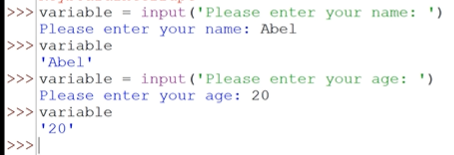 >>> variable = input('Please enter your name: ')
Please enter your name: Abel
>>> variable
'Abel'
>>> variable = input('Please enter your age: ')
Please enter your age: 20
>>> variable
'20'
>>>